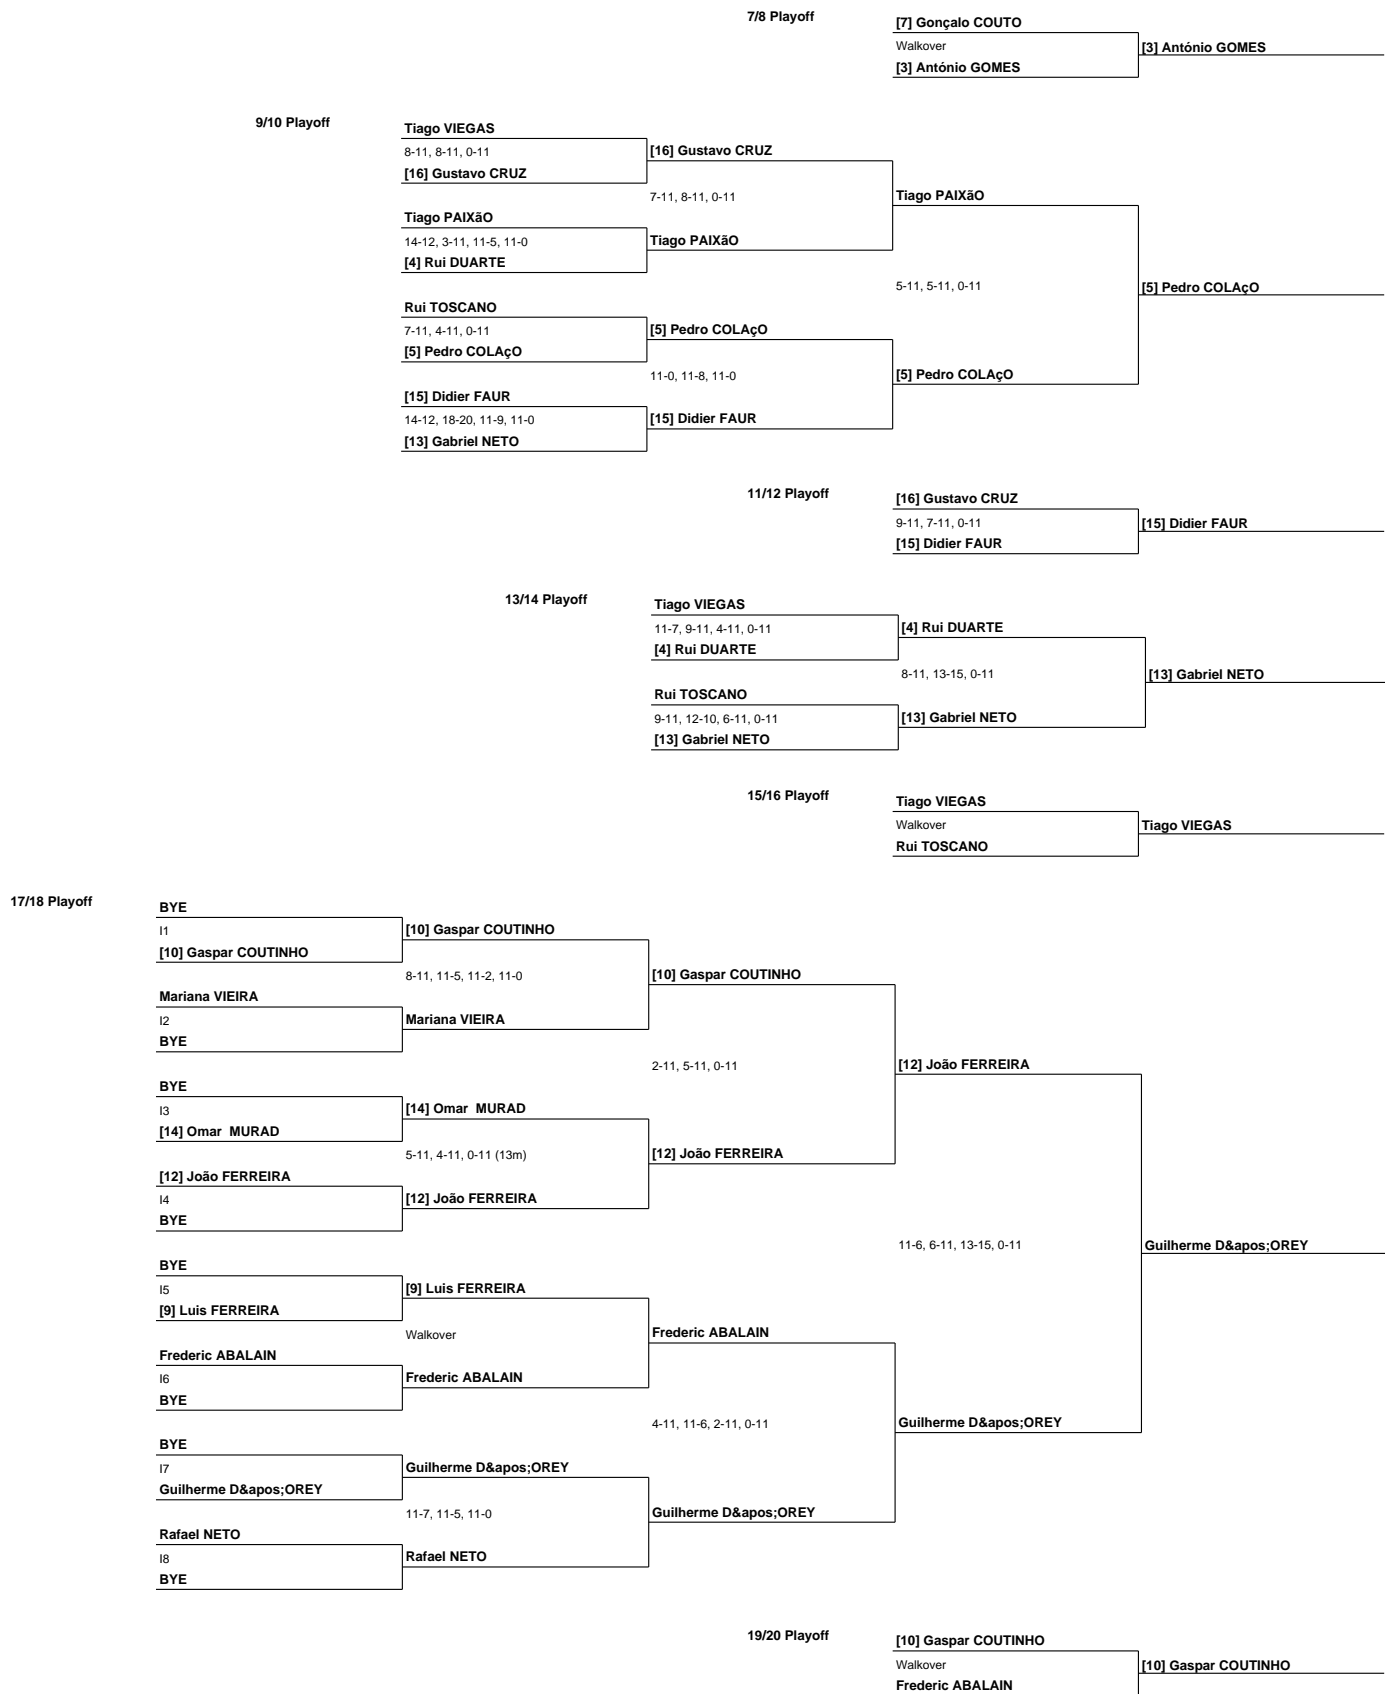 7/8 Playoff
[7] Gonçalo COUTO
Walkover
[3] António GOMES
[3] António GOMES
9/10 Playoff
Tiago VIEGAS
8-11, 8-11, 0-11
[16] Gustavo CRUZ
[16] Gustavo CRUZ
7-11, 8-11, 0-11
Tiago PAIXãO
Tiago PAIXãO
14-12, 3-11, 11-5, 11-0
Tiago PAIXãO
[4] Rui DUARTE
5-11, 5-11, 0-11
[5] Pedro COLAçO
Rui TOSCANO
7-11, 4-11, 0-11
[5] Pedro COLAçO
[5] Pedro COLAçO
11-0, 11-8, 11-0
[5] Pedro COLAçO
[15] Didier FAUR
14-12, 18-20, 11-9, 11-0
[15] Didier FAUR
[13] Gabriel NETO
11/12 Playoff
[16] Gustavo CRUZ
9-11, 7-11, 0-11
[15] Didier FAUR
[15] Didier FAUR
13/14 Playoff
Tiago VIEGAS
11-7, 9-11, 4-11, 0-11
[4] Rui DUARTE
[4] Rui DUARTE
8-11, 13-15, 0-11
[13] Gabriel NETO
Rui TOSCANO
9-11, 12-10, 6-11, 0-11
[13] Gabriel NETO
[13] Gabriel NETO
15/16 Playoff
Tiago VIEGAS
Walkover
Tiago VIEGAS
Rui TOSCANO
17/18 Playoff
BYE
I1
[10] Gaspar COUTINHO
[10] Gaspar COUTINHO
8-11, 11-5, 11-2, 11-0
[10] Gaspar COUTINHO
Mariana VIEIRA
I2
Mariana VIEIRA
BYE
2-11, 5-11, 0-11
[12] João FERREIRA
BYE
I3
[14] Omar  MURAD
[14] Omar  MURAD
5-11, 4-11, 0-11 (13m)
[12] João FERREIRA
[12] João FERREIRA
I4
[12] João FERREIRA
BYE
11-6, 6-11, 13-15, 0-11
Guilherme D&apos;OREY
BYE
I5
[9] Luis FERREIRA
[9] Luis FERREIRA
Walkover
Frederic ABALAIN
Frederic ABALAIN
I6
Frederic ABALAIN
BYE
4-11, 11-6, 2-11, 0-11
Guilherme D&apos;OREY
BYE
I7
Guilherme D&apos;OREY
Guilherme D&apos;OREY
11-7, 11-5, 11-0
Guilherme D&apos;OREY
Rafael NETO
I8
Rafael NETO
BYE
19/20 Playoff
[10] Gaspar COUTINHO
Walkover
[10] Gaspar COUTINHO
Frederic ABALAIN